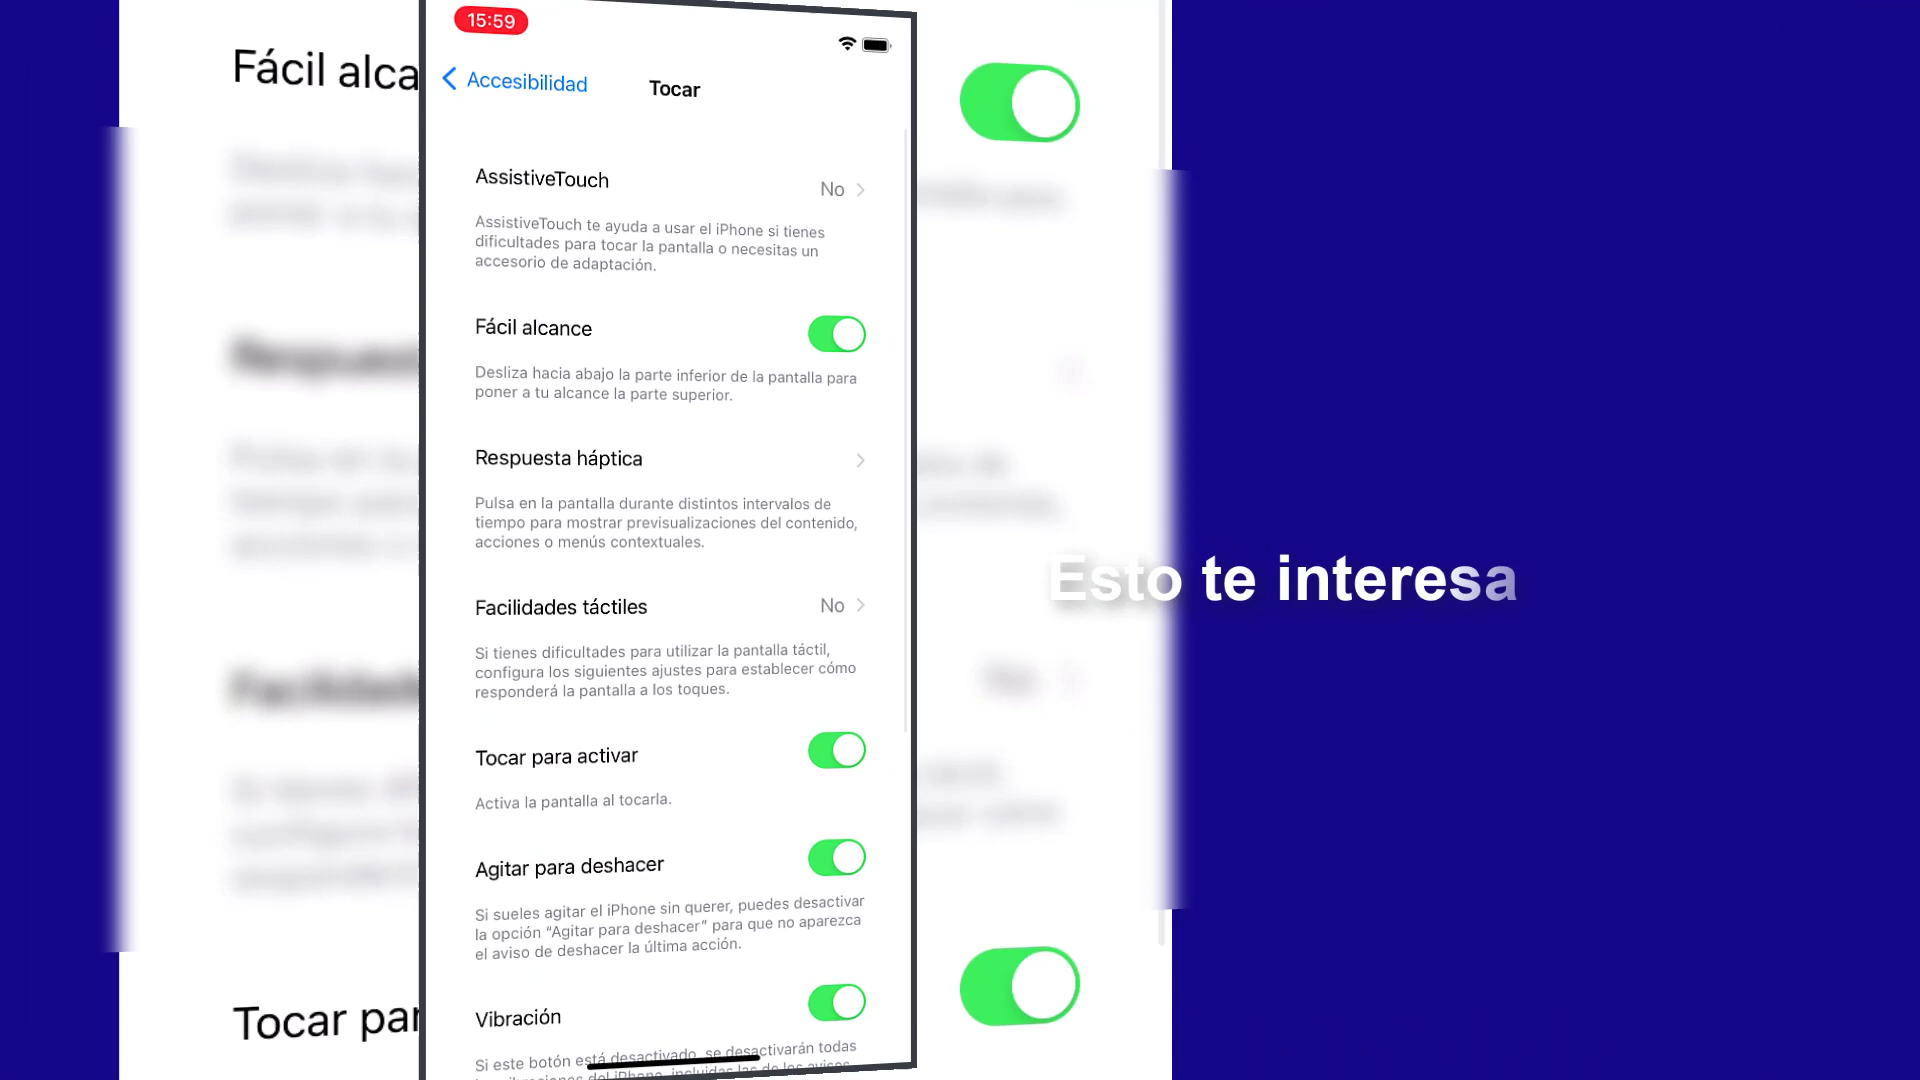 15:59
Accesibilidad
Tocar
AssistiveTouch
No
AssistiveTouch te ayuda a usar el iPhone si tienes
dificultades para tocar la pantalla o necesitas un
accesorio de adaptación.
Fácil alcance
Desliza hacia abajo la parte inferior de la pantalla para
poner a tu alcance la parte superior.
Respuesta háptica
Pulsa en la pantalla durante distintos intervalos de
tiempo para mostrar previsualizaciones del contenido,
acciones o menús contextuales.
Facilidades táctiles
No
Si tienes dificultades para utilizar la pantalla táctil,
configura los siguientes ajustes para establecer cómo
responderá la pantalla a los toques.
Tocar para activar
Activa la pantalla al tocarla.
Agitar para deshacer
Si sueles agitar el iPhone sin querer, puedes desactivar
la opción “Agitar para deshacer” para que no aparezca
el aviso de deshacer la última acción.
Vibración
Si este botón está desactivado, se desactivarán todas
del iPhone, incluidas las de los avisos
Fácil alca
Tocar par
Esto te interesa